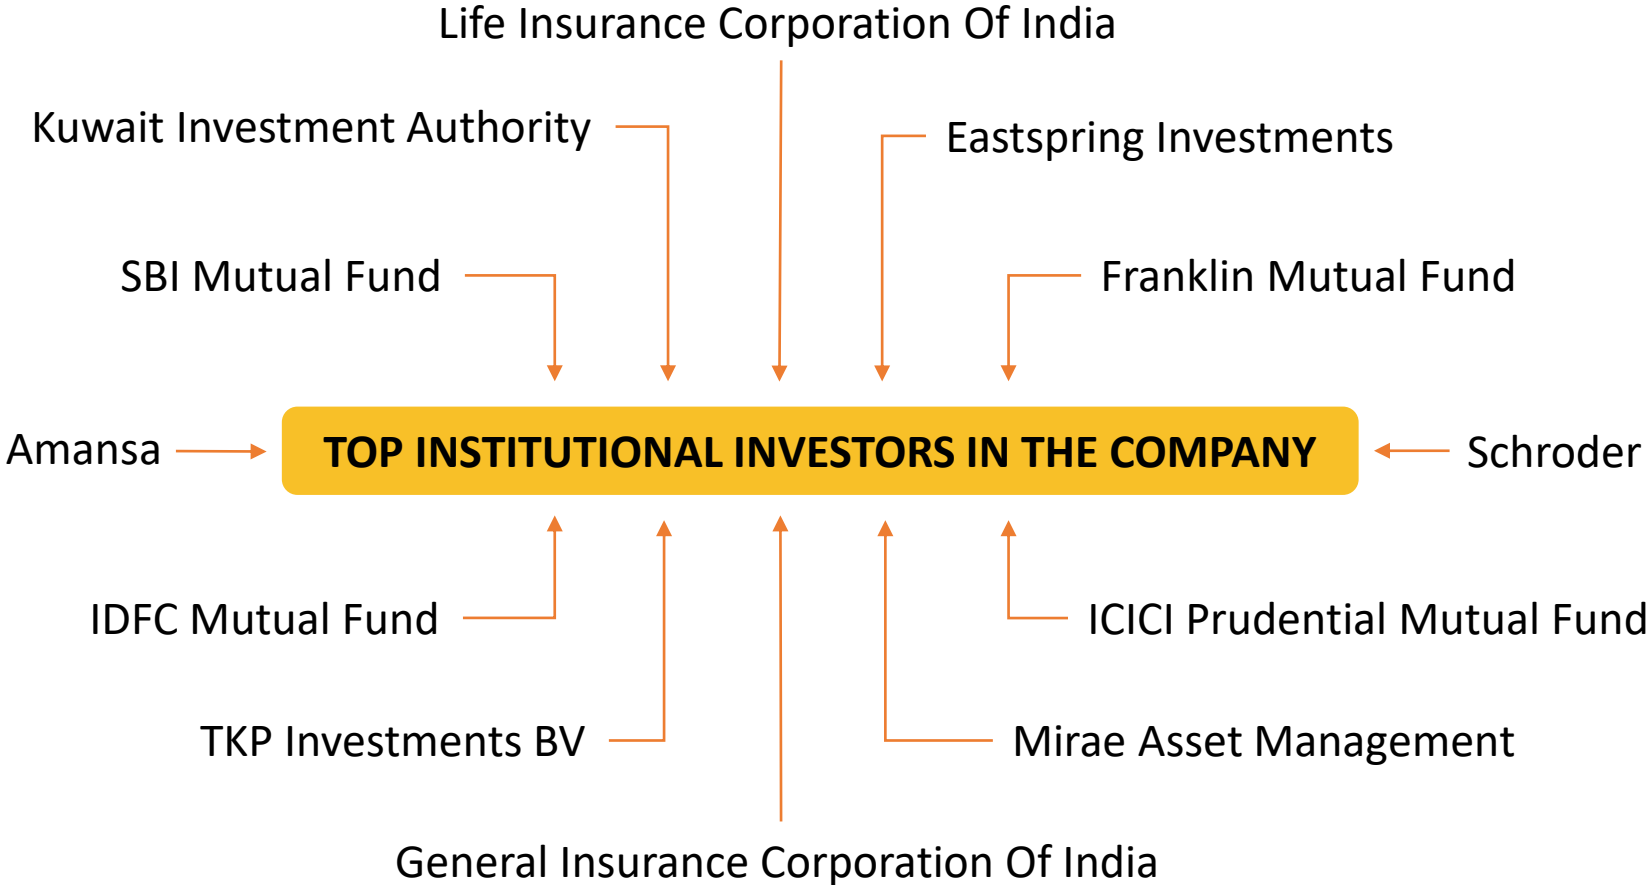 Life Insurance Corporation Of India
Kuwait Investment Authority
Eastspring Investments
SBI Mutual Fund
Franklin Mutual Fund
Amansa
TOP INSTITUTIONAL INVESTORS IN THE COMPANY
Schroder
IDFC Mutual Fund
ICICI Prudential Mutual Fund
TKP Investments BV
Mirae Asset Management
General Insurance Corporation Of India